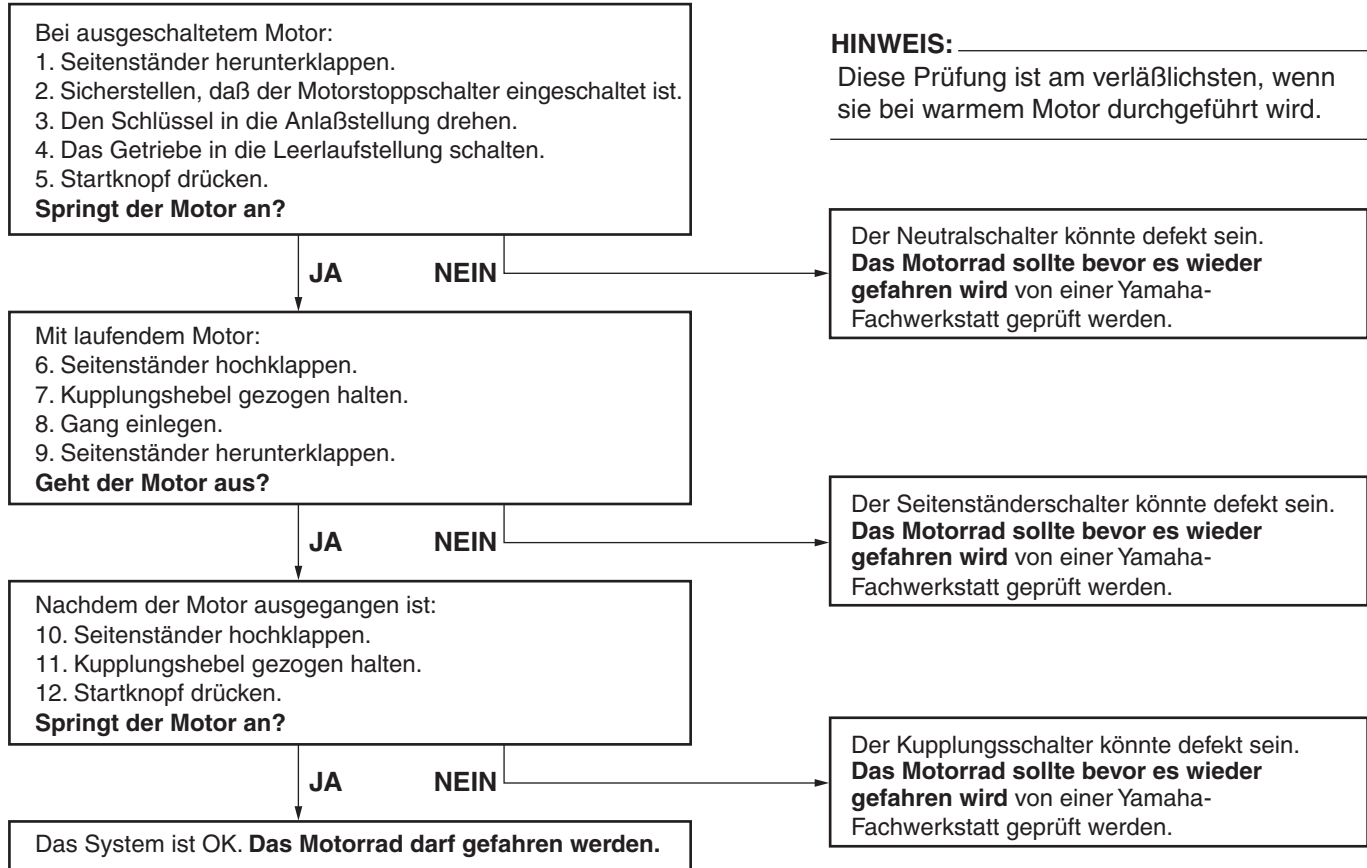 Bei ausgeschaltetem Motor:
1. Seitenständer herunterklappen.
2. Sicherstellen, daß der Motorstoppschalter eingeschaltet ist.
3. Den Schlüssel in die Anlaßstellung drehen.
4. Das Getriebe in die Leerlaufstellung schalten.
5. Startknopf drücken.
Springt der Motor an?
HINWEIS:
Diese Prüfung ist am verläßlichsten, wenn
sie bei warmem Motor durchgeführt wird.
JA NEIN
Der Neutralschalter könnte defekt sein.
Das Motorrad sollte bevor es wieder
gefahren wird von einer Yamaha-
Fachwerkstatt geprüft werden.
Mit laufendem Motor:
6. Seitenständer hochklappen.
7. Kupplungshebel gezogen halten.
8. Gang einlegen.
9. Seitenständer herunterklappen.
Geht der Motor aus?
JA NEIN
Der Seitenständerschalter könnte defekt sein.
Das Motorrad sollte bevor es wieder
gefahren wird von einer Yamaha-
Fachwerkstatt geprüft werden.
Nachdem der Motor ausgegangen ist:
10. Seitenständer hochklappen.
11. Kupplungshebel gezogen halten.
12. Startknopf drücken.
Springt der Motor an?
JA NEIN
Der Kupplungsschalter könnte defekt sein.
Das Motorrad sollte bevor es wieder
gefahren wird von einer Yamaha-
Fachwerkstatt geprüft werden.
Das System ist OK. Das Motorrad darf gefahren werden.